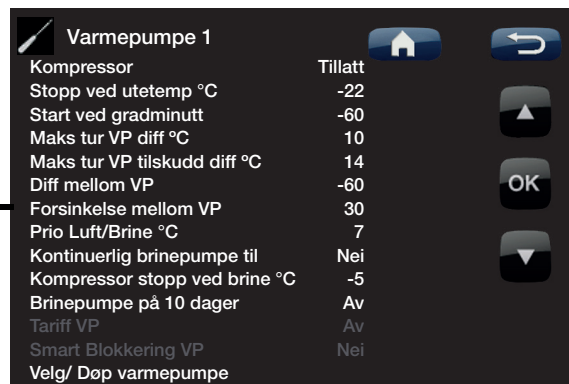 Varmepumpe 1
Kompressor Tillatt
Stopp ved utetemp °C -22
Start ved gradminutt -60
Maks tur VP diff ºC 10
Maks tur VP tilskudd diff ºC 14
Diff mellom VP -60
Forsinkelse mellom VP 30
Prio Luft/Brine °C 7
Kontinuerlig brinepumpe til Nei
Kompressor stopp ved brine °C -5
Brinepumpe på 10 dager Av
Tariff VP Av
Smart Blokkering VP Nei
Velg/ Døp varmepumpe
OK